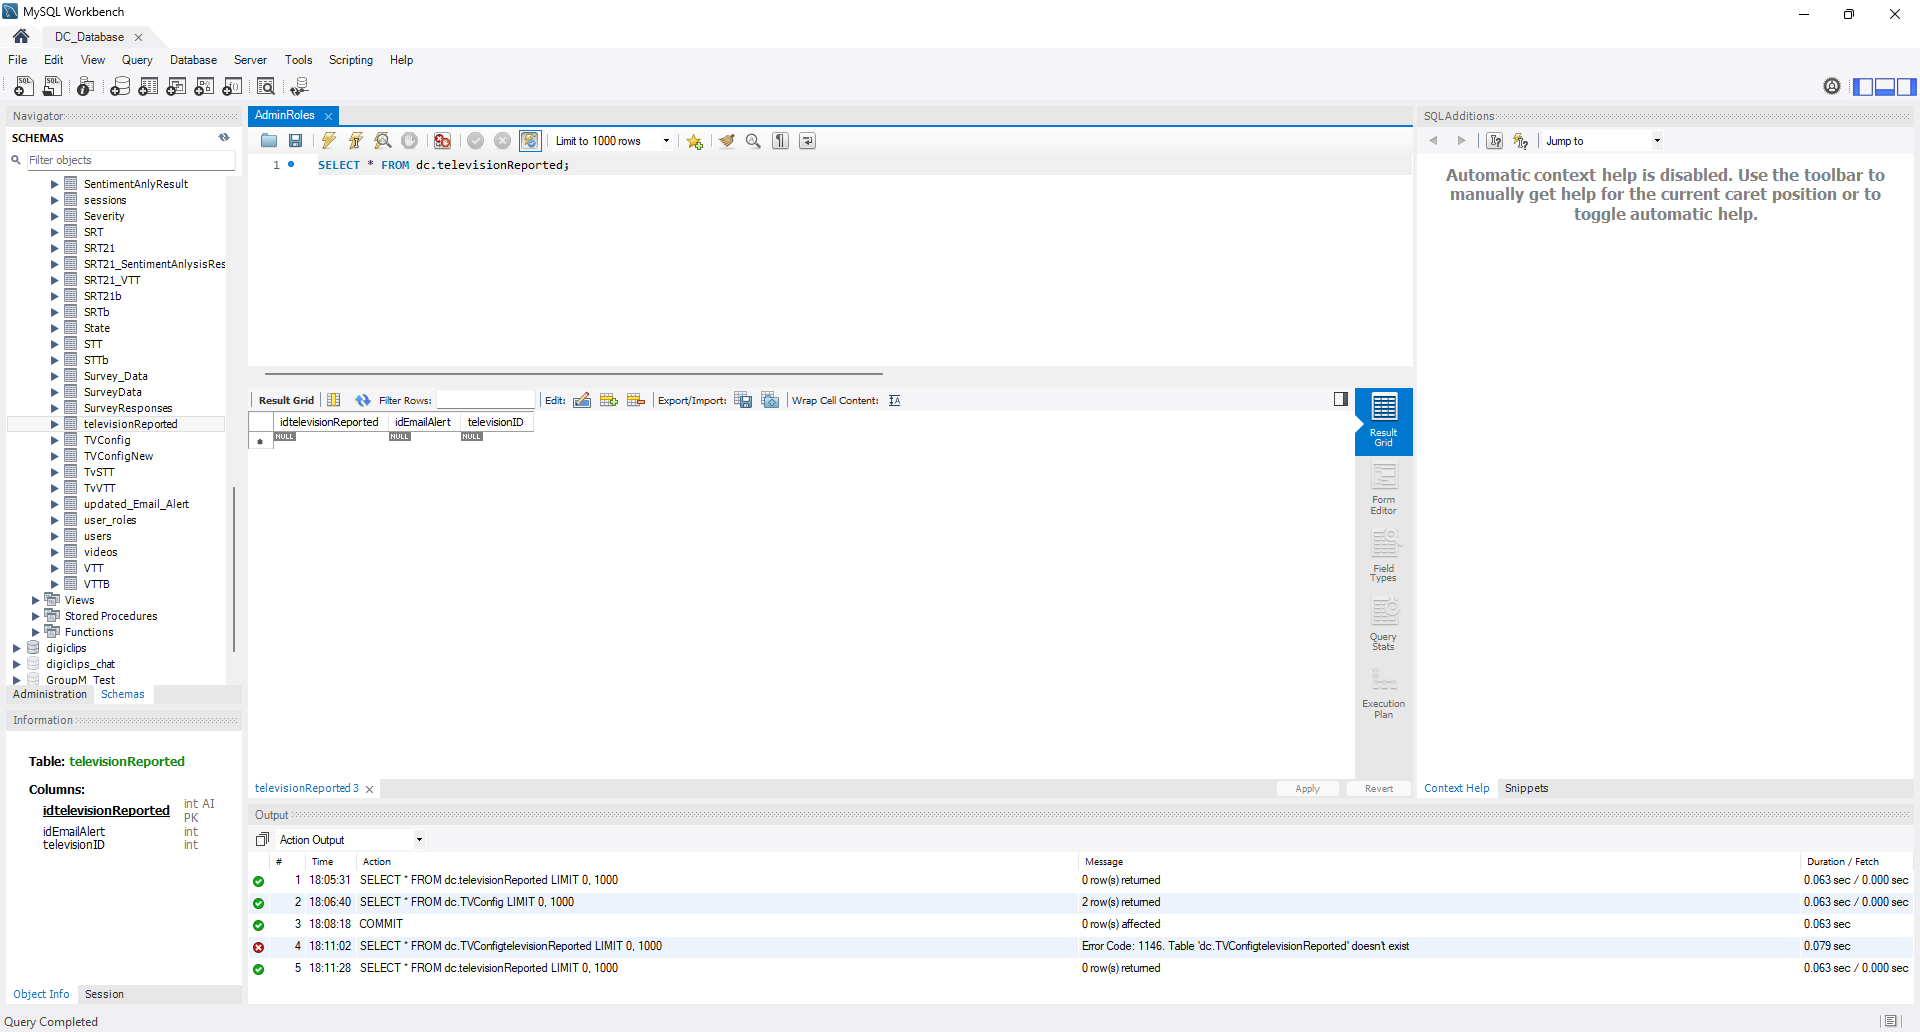 MySQL Workbench
DC_Database
File Edit View Query Database Server Tools Scripting Help
Navigator
SCHEMAS
Filter objects
SentimentAnlyResult
sessions
Severity
SRT
SRT21
SRT21_SentimentAnlysisRes
SRT21_VTT
SRT21b
SRTb
State
STT
STTb
Survey_Data
SurveyData
SurveyResponses
televisionReported
TVConfig
TVConfigNew
TvSTT
TvVTT
updated_Email_Alert
user_roles
users
videos
VTT
VTTB
Views
Stored Procedures
Functions
digiclips
digiclips_chat
GroupM_Test
Administration Schemas
Information
Table: televisionReported
Columns:
idtelevisionReported int AI PK
idEmailAlert int
televisionID int
Object Info Session
AdminRoles
Limit to 1000 rows
1 SELECT * FROM dc.televisionReported;
Result Grid Filter Rows: Edit: Export/Import: Wrap Cell Content:
idtelevisionReported idEmailAlert televisionID
NULL NULL NULL
Result Grid
Form Editor
Field Types
Query Stats
Execution Plan
televisionReported 3
Apply Revert
SQLAdditions
Jump to
Automatic context help is disabled. Use the toolbar to
manually get help for the current caret position or to
toggle automatic help.
Context Help Snippets
Output
Action Output
# Time Action Message Duration / Fetch
1 18:05:31 SELECT * FROM dc.televisionReported LIMIT 0, 1000 0 row(s) returned 0.063 sec / 0.000 sec
2 18:06:40 SELECT * FROM dc.TVConfig LIMIT 0, 1000 2 row(s) returned 0.063 sec / 0.000 sec
3 18:08:18 COMMIT 0 row(s) affected 0.063 sec
4 18:11:02 SELECT * FROM dc.TVConfigtelevisionReported LIMIT 0, 1000 Error Code: 1146. Table 'dc.TVConfigtelevisionReported' doesn't exist 0.079 sec
5 18:11:28 SELECT * FROM dc.televisionReported LIMIT 0, 1000 0 row(s) returned 0.063 sec / 0.000 sec
Query Completed